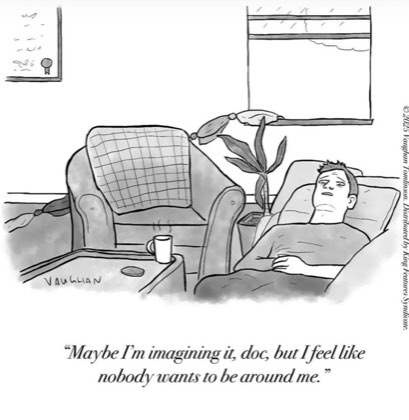 © 2025 Vaughan Tomlinson. Distributed by King Features Syndicate.
VAUGHAN
“Maybe I’m imagining it, doc, but I feel like
nobody wants to be around me.”